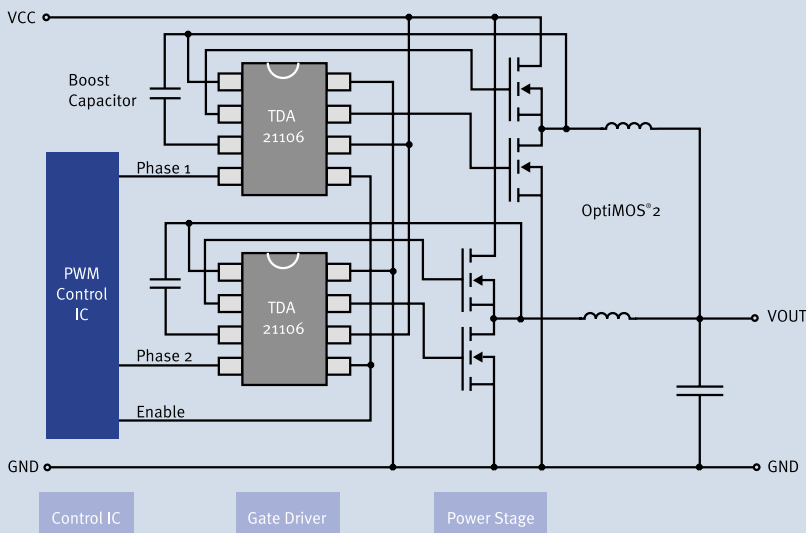 VCC
Boost
Capacitor
TDA
21106
Phase 1
OptiMOS®2
PWM
Control
IC
TDA
21106
VOUT
Phase 2
Enable
GND
GND
Control IC
Gate Driver
Power Stage